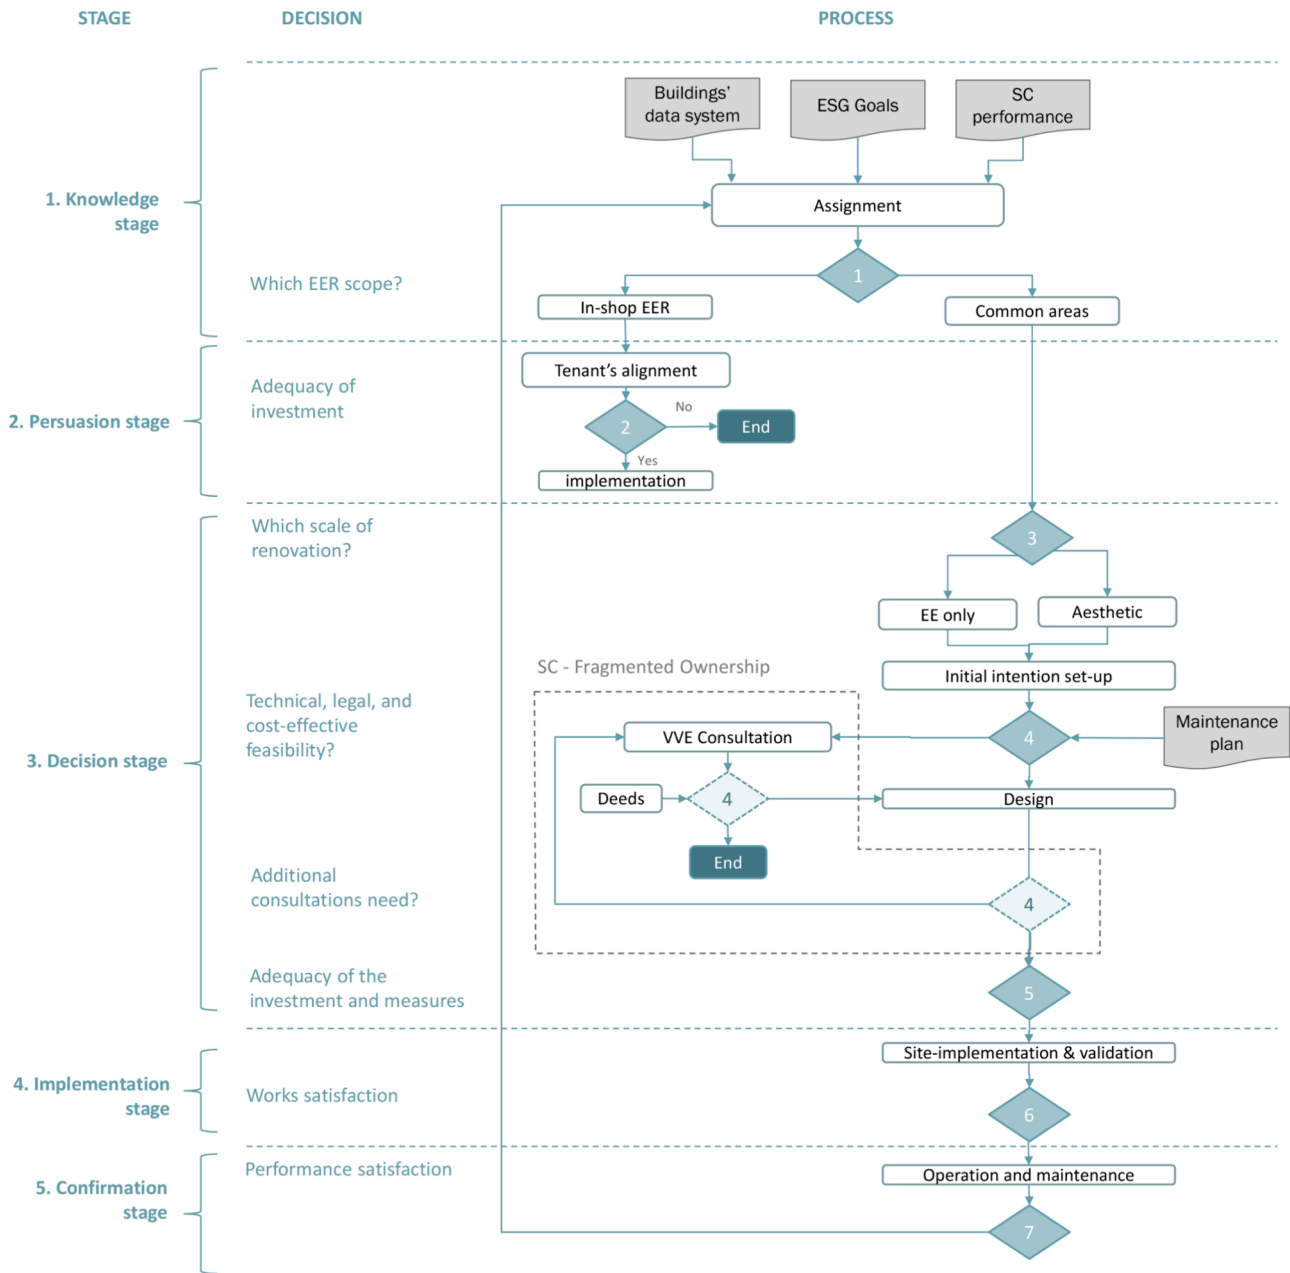 STAGE
DECISION
PROCESS
Buildings'
data system
ESG Goals
SC
performance
1. Knowledge
stage
Assignment
Which EER scope?
1
In-shop EER
Common areas
2. Persuasion stage
Adequacy of
investment
Tenant's alignment
2
No
End
Yes
implementation
3. Decision stage
Which scale of
renovation?
3
EE only
Aesthetic
SC - Fragmented Ownership
Initial intention set-up
Technical, legal, and
cost-effective
feasibility?
VVE Consultation
4
Maintenance
plan
Deeds
4
Design
End
Additional
consultations need?
4
Adequacy of the
investment and measures
5
4. Implementation
stage
Site-implementation & validation
Works satisfaction
6
5. Confirmation
stage
Performance satisfaction
Operation and maintenance
7